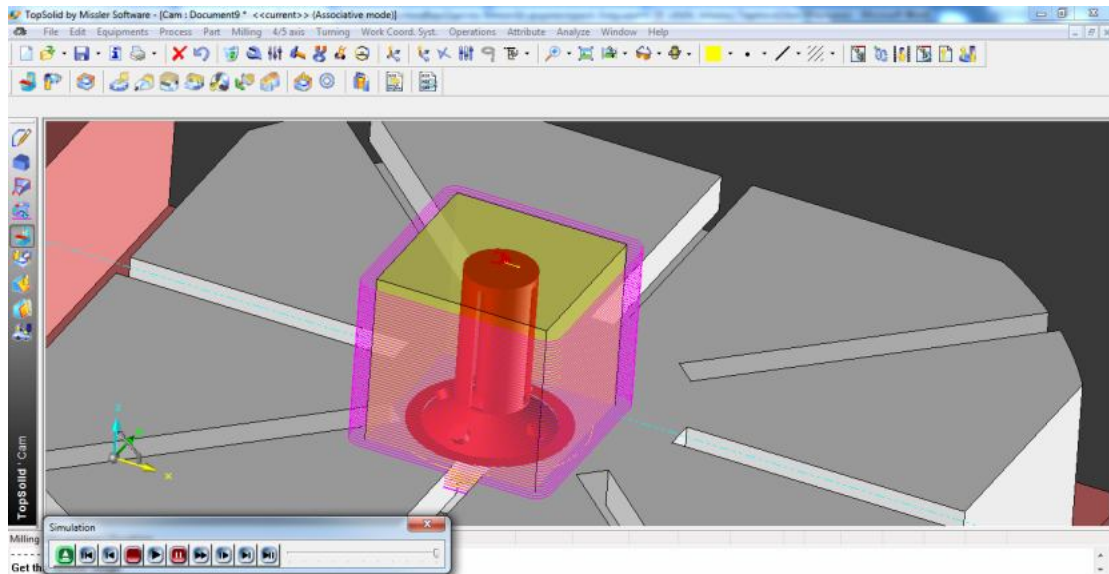 TopSolid by Missler Software - [Cam : Document9 * <<current>> (Associative mode)]
File Edit Equipments Process Part Milling 4/5 axis Turning Work Coord. Syst. Operations Attribute Analyze Window Help
x
TopSolid ' Cam
Simulation
Milling
Get th